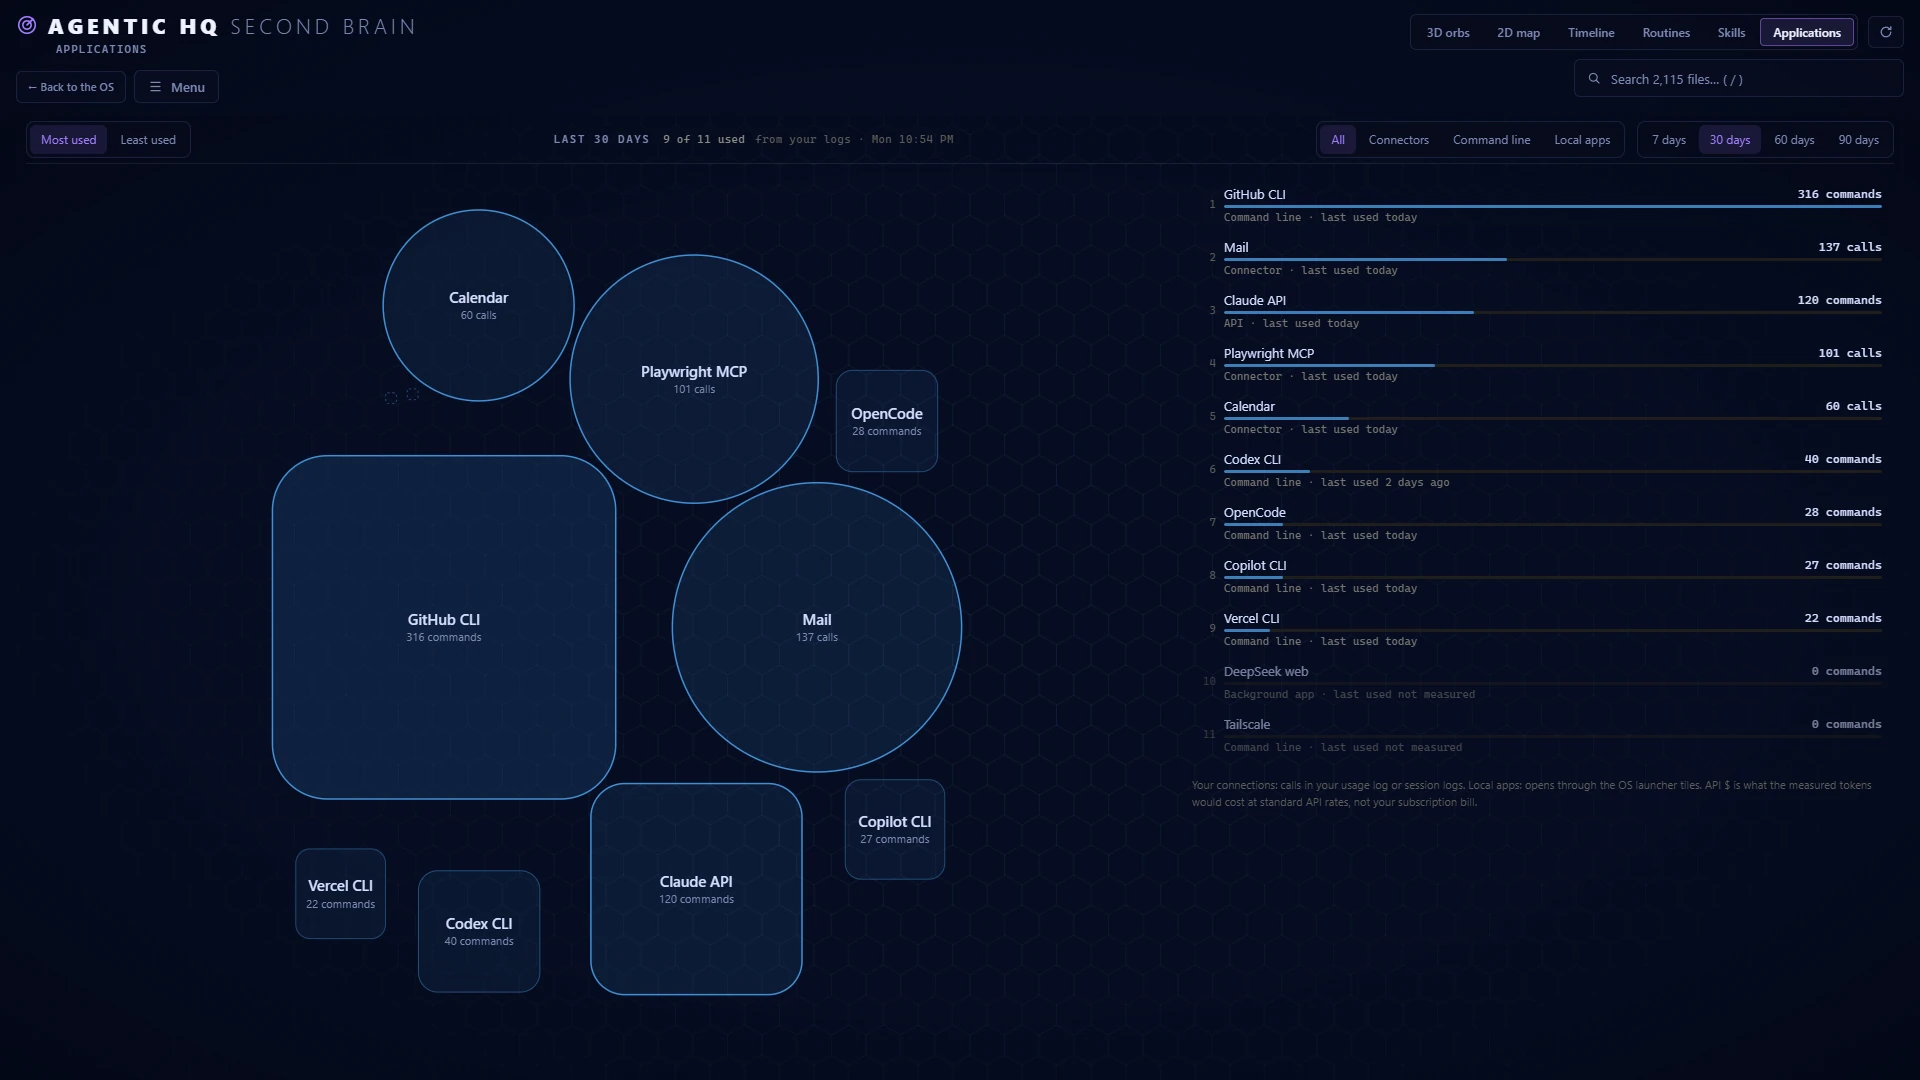 AGENTIC HQ SECOND BRAIN
APPLICATIONS
3D orbs
2D map
Timeline
Routines
Skills
Applications
← Back to the OS
☰ Menu
Search 2,115 files... ( / )
Most used
Least used
LAST 30 DAYS 9 of 11 used from your logs · Mon 10:54 PM
All
Connectors
Command line
Local apps
7 days
30 days
60 days
90 days
Calendar
60 calls
Playwright MCP
101 calls
OpenCode
28 commands
GitHub CLI
316 commands
Mail
137 calls
Vercel CLI
22 commands
Codex CLI
40 commands
Claude API
120 commands
Copilot CLI
27 commands
1 GitHub CLI 316 commands
Command line · last used today
2 Mail 137 calls
Connector · last used today
3 Claude API 120 commands
API · last used today
4 Playwright MCP 101 calls
Connector · last used today
5 Calendar 60 calls
Connector · last used today
6 Codex CLI 40 commands
Command line · last used 2 days ago
7 OpenCode 28 commands
Command line · last used today
8 Copilot CLI 27 commands
Command line · last used today
9 Vercel CLI 22 commands
Command line · last used today
10 DeepSeek web 0 commands
Background app · last used not measured
11 Tailscale 0 commands
Command line · last used not measured
Your connections: calls in your usage log or session logs. Local apps: opens through the OS launcher tiles. API $ is what the measured tokens
would cost at standard API rates, not your subscription bill.